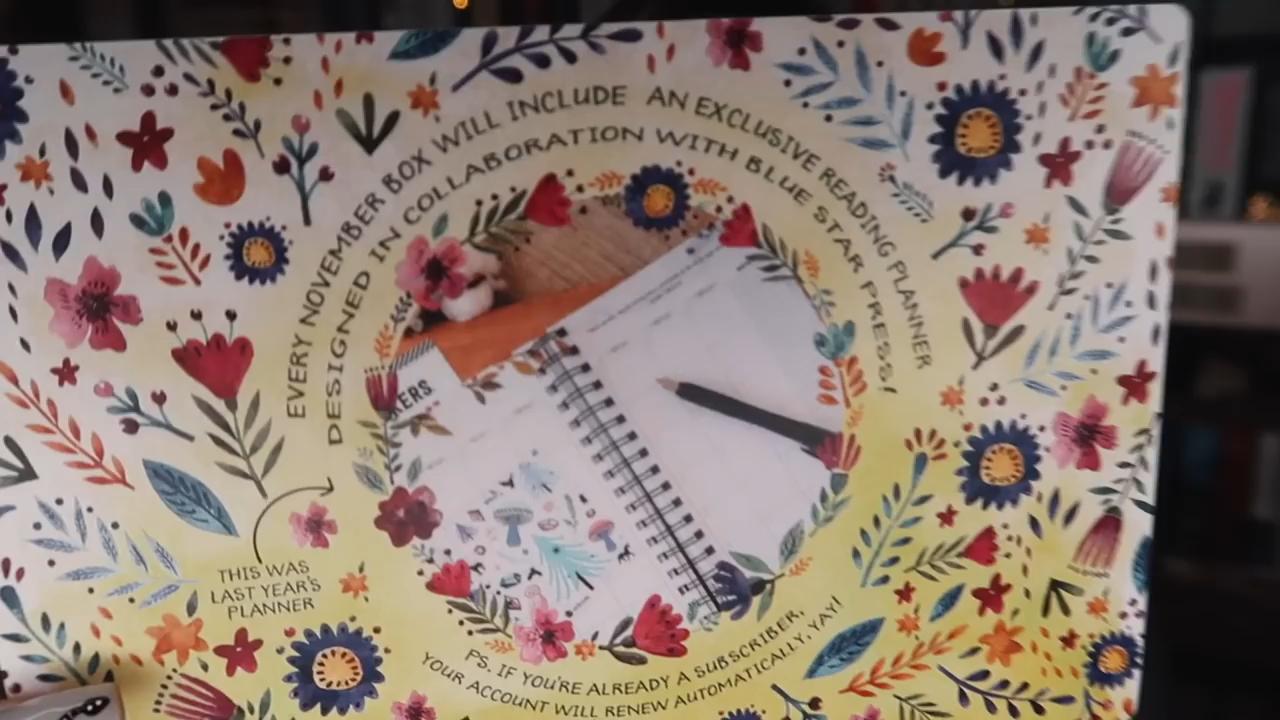 EVERY NOVEMBER BOX WILL INCLUDE AN EXCLUSIVE READING PLANNER
DESIGNED IN COLLABORATION WITH BLUE STAR PRESS!
THIS WAS
LAST YEAR'S
PLANNER
PS. IF YOU'RE ALREADY A SUBSCRIBER,
YOUR ACCOUNT WILL RENEW AUTOMATICALLY, YAY!